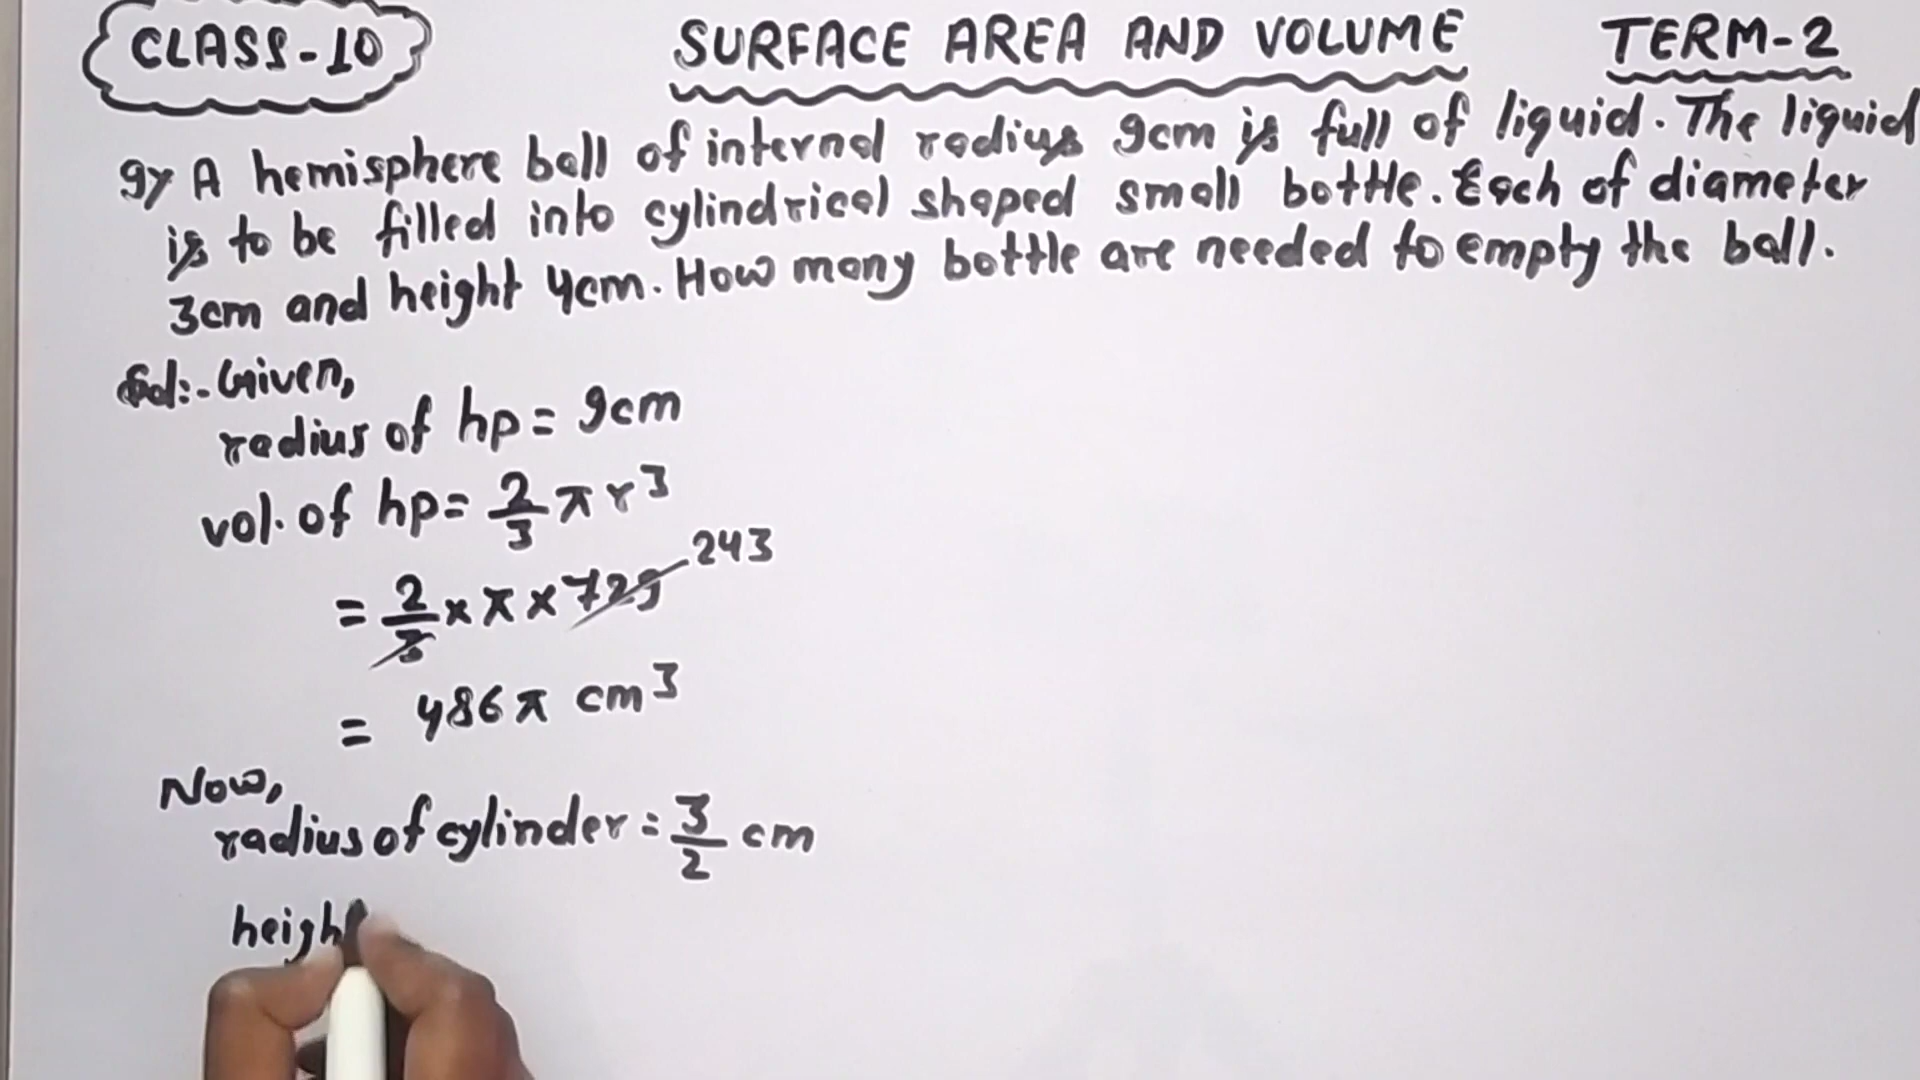 CLASS-10
SURFACE AREA AND VOLUME
TERM-2
9) A hemisphere ball of internal radius 9cm is full of liquid. The liquid
is to be filled into cylindrical shaped small bottle. Each of diameter
3cm and height 4cm. How many bottle are needed to empty the ball.
Sol:- Given,
radius of hp = 9cm
vol. of hp = 2/3 π r³
= 2/3 × π × 729 243
= 486 π cm³
Now,
radius of cylinder = 3/2 cm
height